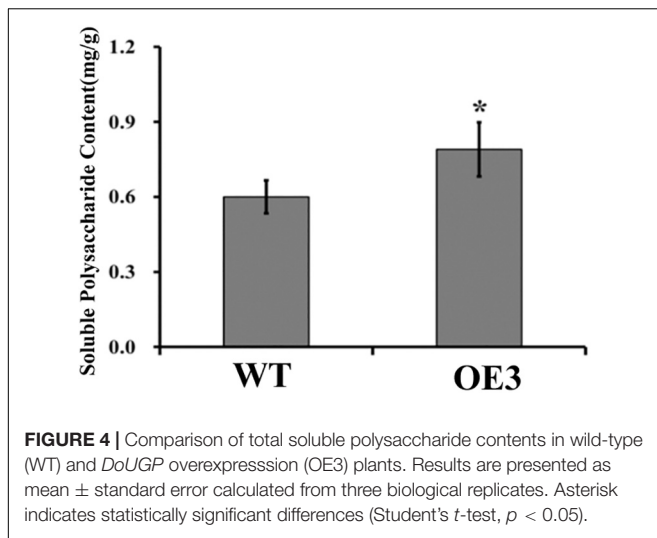 1.2
0.9
0.6
0.3
0.0
Soluble Polysaccharide Content(mg/g)
*
WT OE3
FIGURE 4 | Comparison of total soluble polysaccharide contents in wild-type
(WT) and DoUGP overexpresssion (OE3) plants. Results are presented as
mean ± standard error calculated from three biological replicates. Asterisk
indicates statistically significant differences (Student's t-test, p < 0.05).